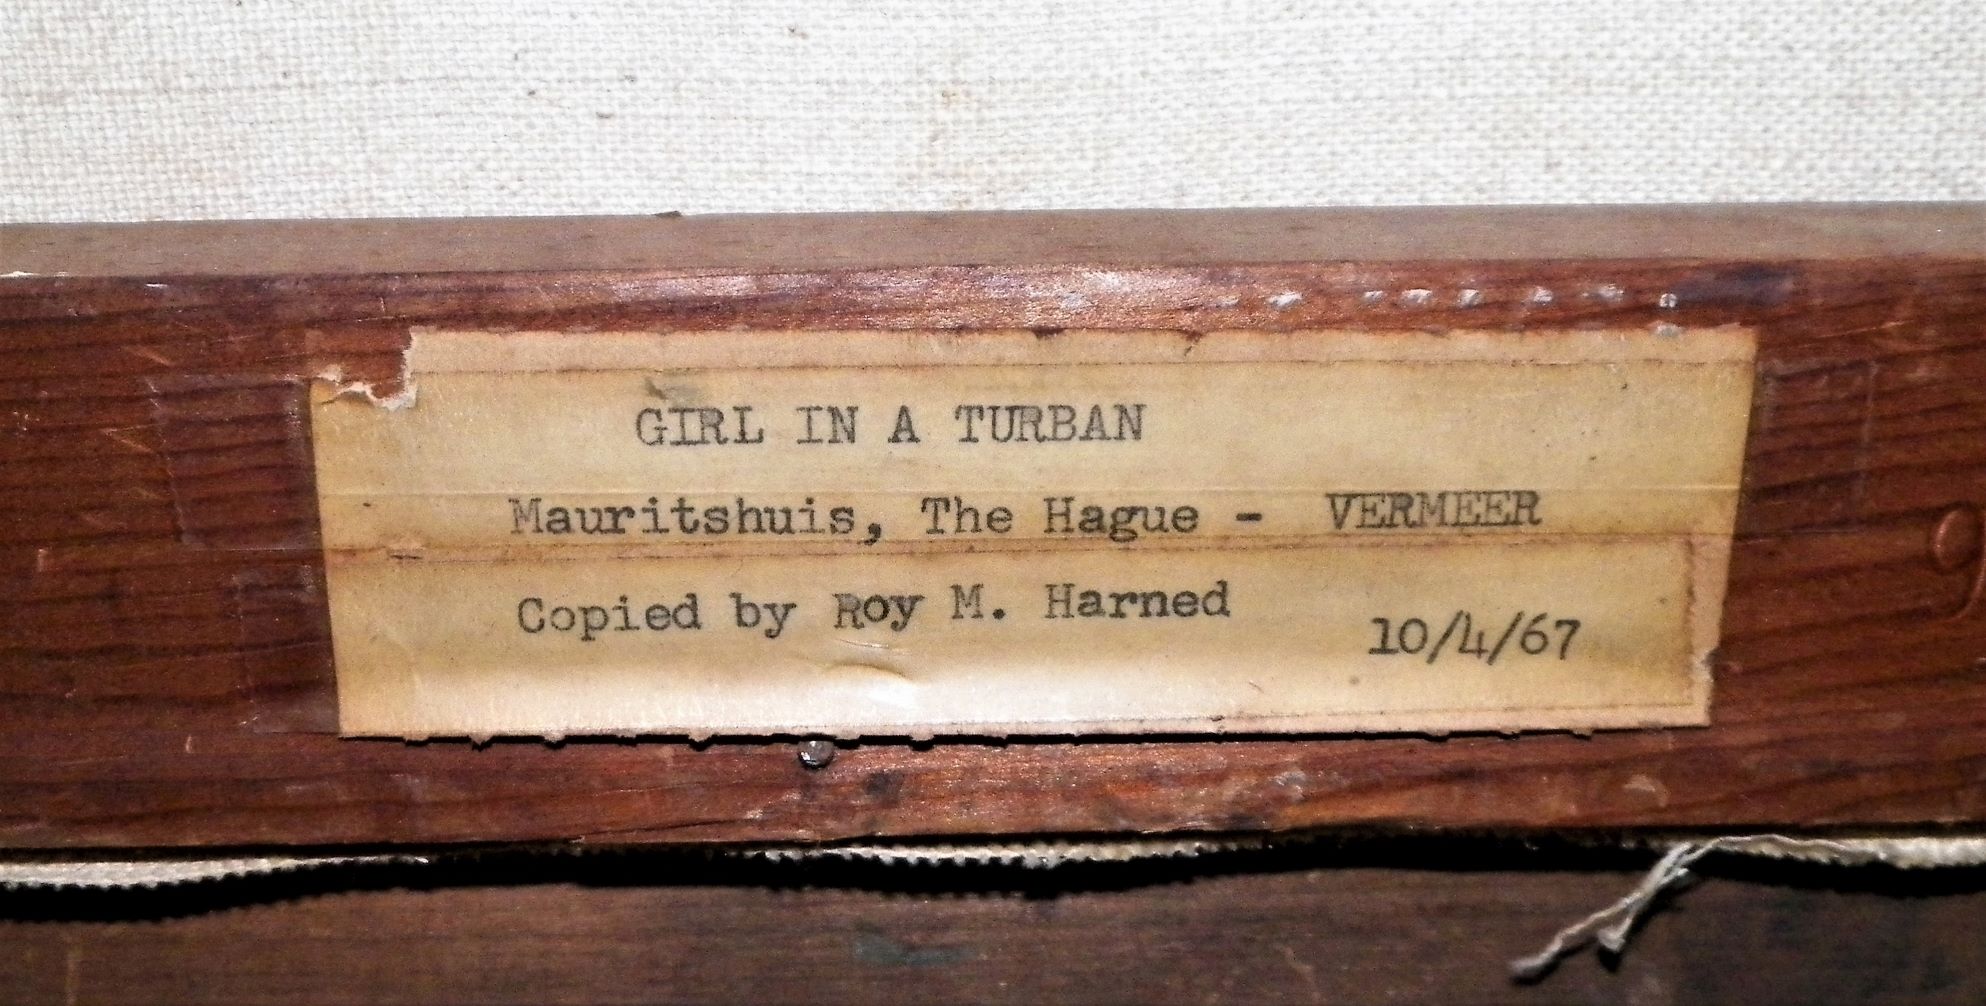 GIRL IN A TURBAN
Mauritshuis, The Hague - VERMEER
Copied by Roy M. Harned
10/4/67